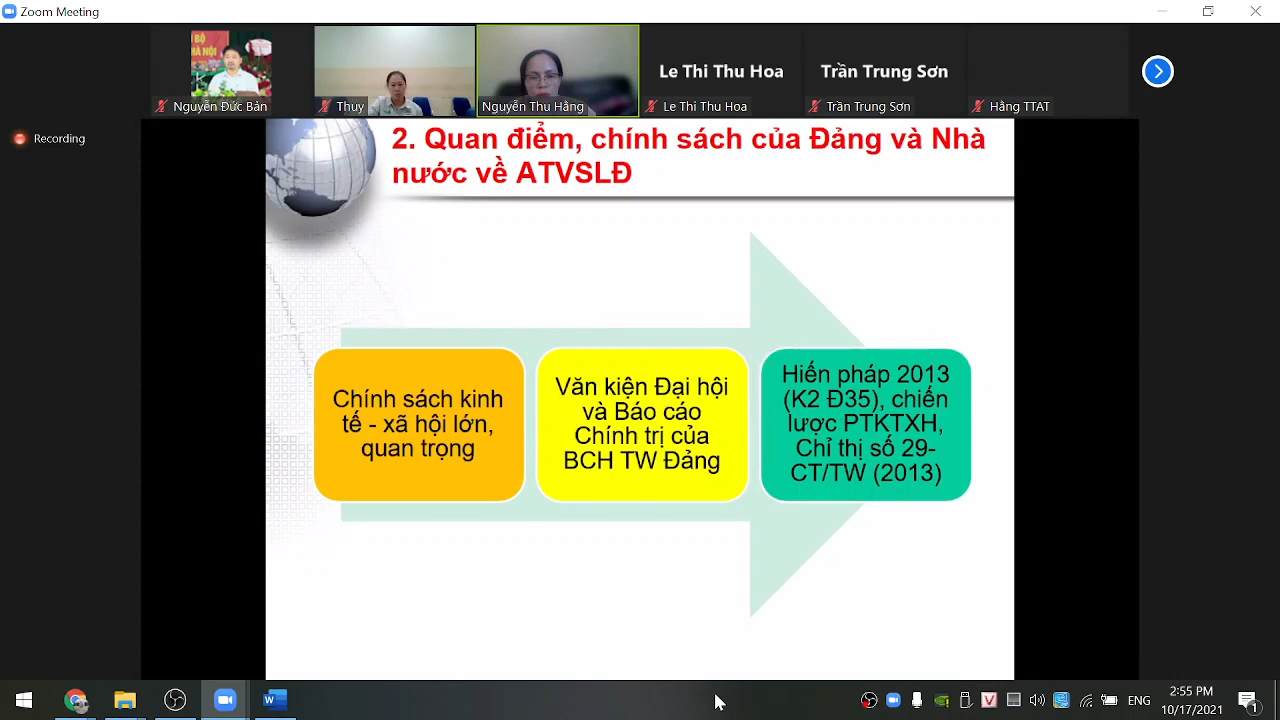 Zoom Meeting
BỘ
HÀ NỘI
Nguyễn Đức Bản
Thuy
Nguyễn Thu Hằng
Le Thi Thu Hoa
Le Thi Thu Hoa
Trần Trung Sơn
Trần Trung Sơn
Hằng TTAT
Recording
2. Quan điểm, chính sách của Đảng và Nhà
nước về ATVSLĐ
Chính sách kinh
tế - xã hội lớn,
quan trọng
Văn kiện Đại hội
và Báo cáo
Chính trị của
BCH TW Đảng
Hiến pháp 2013
(K2 Đ35), chiến
lược PTKTXH,
Chỉ thị số 29-
CT/TW (2013)
ENG
2:55 PM
10/17/2021
1